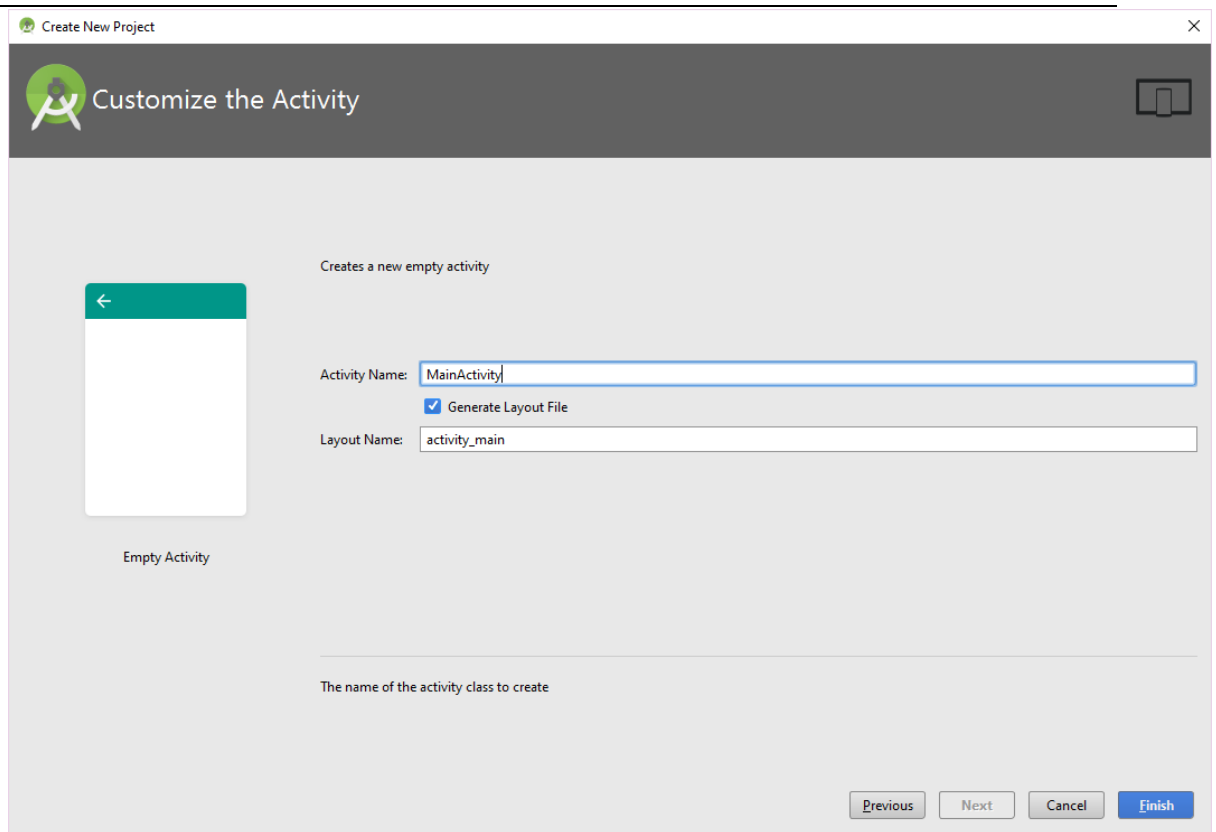 Create New Project
Customize the Activity
Creates a new empty activity
Activity Name: MainActivity
Generate Layout File
Layout Name: activity_main
Empty Activity
The name of the activity class to create
Previous Next Cancel Finish